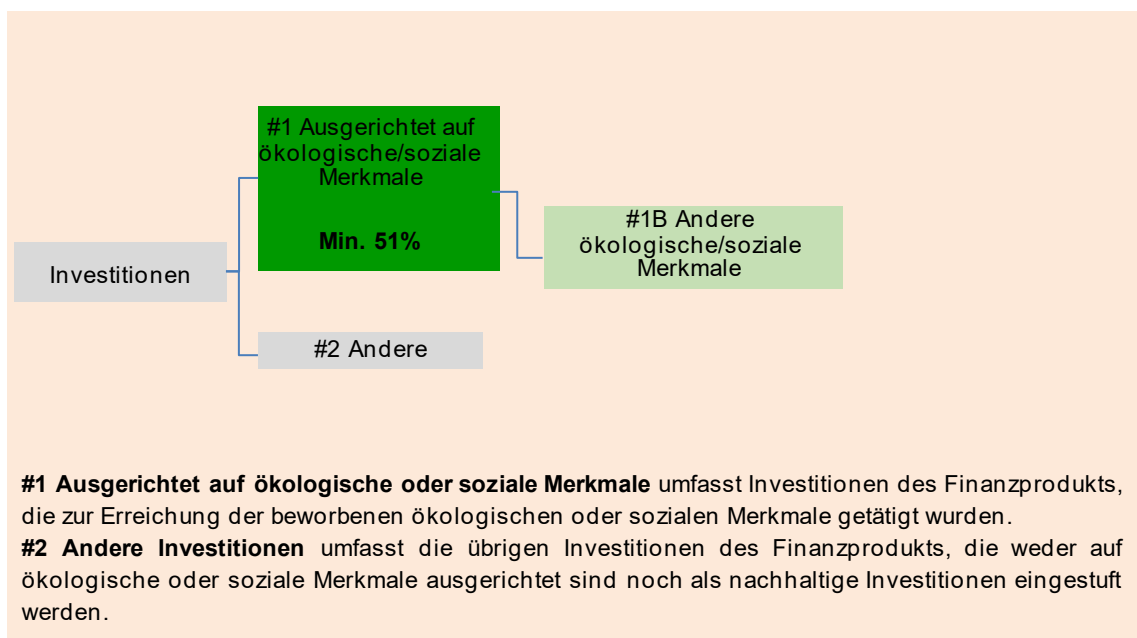 #1 Ausgerichtet auf
ökologische/soziale
Merkmale
Min. 51%
#1B Andere
ökologische/soziale
Merkmale
Investitionen
#2 Andere
#1 Ausgerichtet auf ökologische oder soziale Merkmale umfasst Investitionen des Finanzprodukts,
die zur Erreichung der beworbenen ökologischen oder sozialen Merkmale getätigt wurden.
#2 Andere Investitionen umfasst die übrigen Investitionen des Finanzprodukts, die weder auf
ökologische oder soziale Merkmale ausgerichtet sind noch als nachhaltige Investitionen eingestuft
werden.